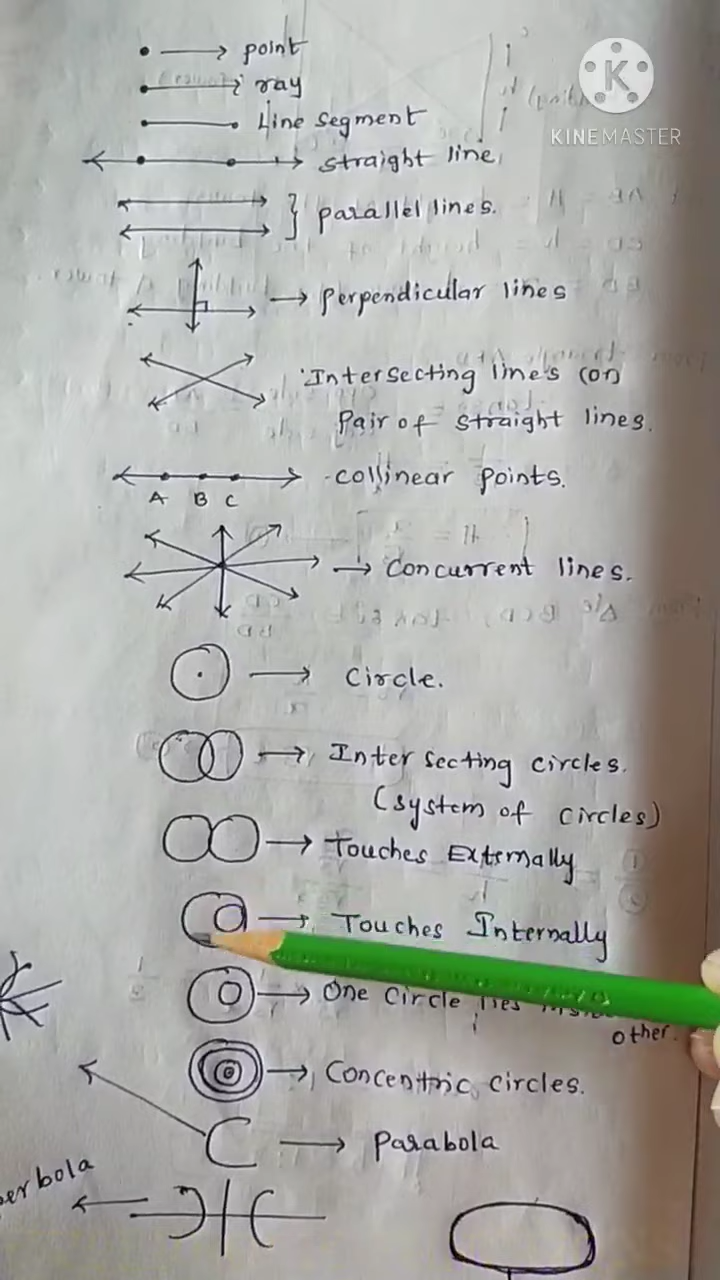 K
KINEMASTER
point
ray
Line segment
straight line
parallel lines.
perpendicular lines
Intersecting lines (or)
Pair of straight lines.
collinear points.
A B C
concurrent lines.
circle.
Inter secting circles.
(system of circles)
Touches Externally
Touches Internally
One Circle lies
other.
Concentric circles.
Parabola